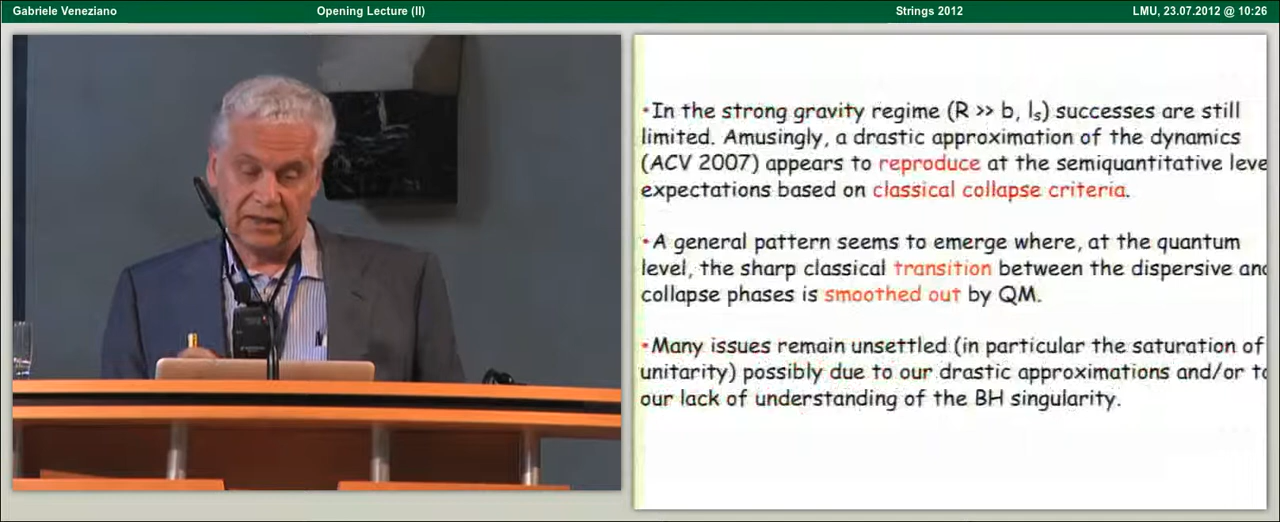 Gabriele Veneziano Opening Lecture (II) Strings 2012 LMU, 23.07.2012 @ 10:26
•In the strong gravity regime (R >> b, ls) successes are still
limited. Amusingly, a drastic approximation of the dynamics
(ACV 2007) appears to reproduce at the semiquantitative leve
expectations based on classical collapse criteria.
•A general pattern seems to emerge where, at the quantum
level, the sharp classical transition between the dispersive and
collapse phases is smoothed out by QM.
•Many issues remain unsettled (in particular the saturation of
unitarity) possibly due to our drastic approximations and/or to
our lack of understanding of the BH singularity.